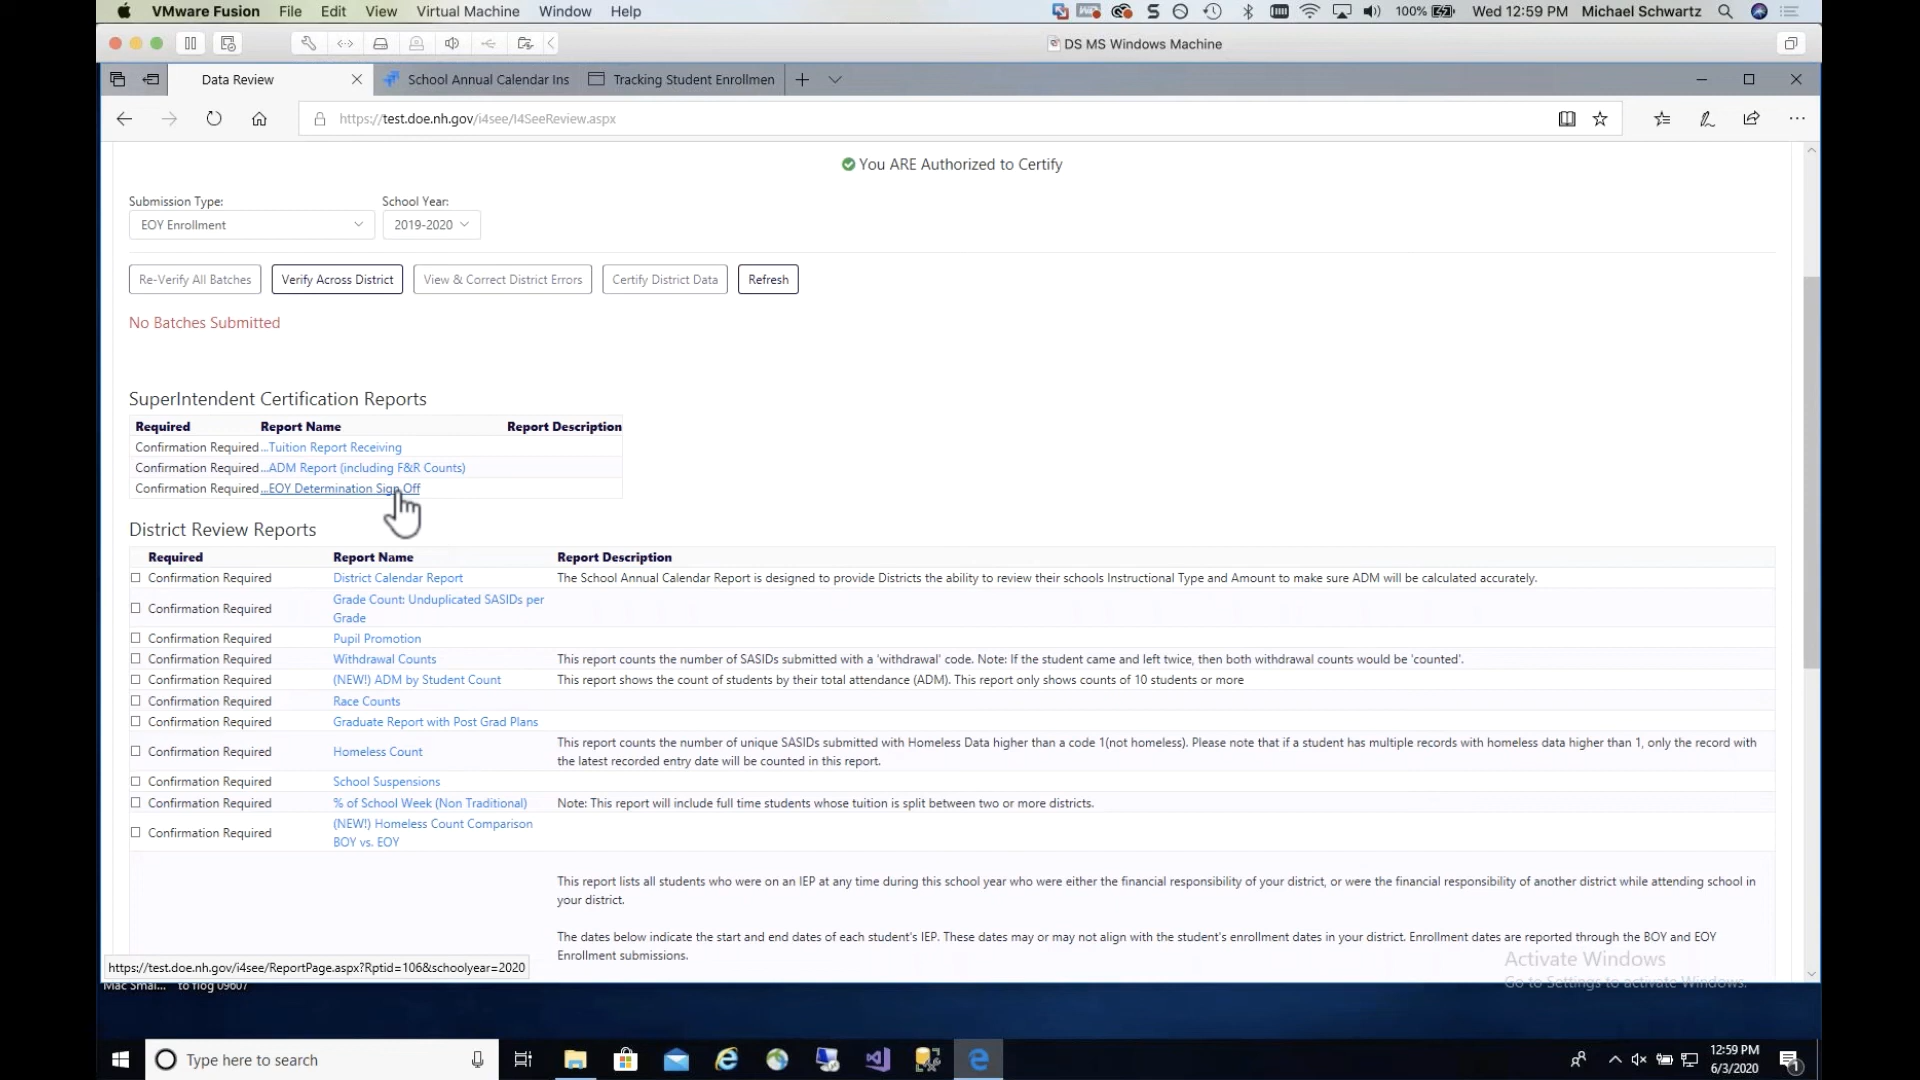 VMware Fusion File Edit View Virtual Machine Window Help 100% Wed 12:59 PM Michael Schwartz
DS MS Windows Machine
Data Review School Annual Calendar Ins Tracking Student Enrollmen
https://test.doe.nh.gov/i4see/I4SeeReview.aspx
You ARE Authorized to Certify
Submission Type: School Year:
EOY Enrollment 2019-2020
Re-Verify All Batches Verify Across District View & Correct District Errors Certify District Data Refresh
No Batches Submitted
SuperIntendent Certification Reports
Required Report Name Report Description
Confirmation Required ...Tuition Report Receiving
Confirmation Required ...ADM Report (including F&R Counts)
Confirmation Required ...EOY Determination Sign Off
District Review Reports
Required Report Name Report Description
Confirmation Required District Calendar Report The School Annual Calendar Report is designed to provide Districts the ability to review their schools Instructional Type and Amount to make sure ADM will be calculated accurately.
Confirmation Required Grade Count: Unduplicated SASIDs per
Grade
Confirmation Required Pupil Promotion
Confirmation Required Withdrawal Counts This report counts the number of SASIDs submitted with a 'withdrawal' code. Note: If the student came and left twice, then both withdrawal counts would be 'counted'.
Confirmation Required (NEW!) ADM by Student Count This report shows the count of students by their total attendance (ADM). This report only shows counts of 10 students or more
Confirmation Required Race Counts
Confirmation Required Graduate Report with Post Grad Plans
Confirmation Required Homeless Count This report counts the number of unique SASIDs submitted with Homeless Data higher than a code 1(not homeless). Please note that if a student has multiple records with homeless data higher than 1, only the record with
the latest recorded entry date will be counted in this report.
Confirmation Required School Suspensions
Confirmation Required % of School Week (Non Traditional) Note: This report will include full time students whose tuition is split between two or more districts.
Confirmation Required (NEW!) Homeless Count Comparison
BOY vs. EOY
This report lists all students who were on an IEP at any time during this school year who were either the financial responsibility of your district, or were the financial responsibility of another district while attending school in
your district.
The dates below indicate the start and end dates of each student's IEP. These dates may or may not align with the student's enrollment dates in your district. Enrollment dates are reported through the BOY and EOY
Enrollment submissions.
Activate Windows
Go to Settings to activate Windows.
https://test.doe.nh.gov/i4see/ReportPage.aspx?Rptid=106&schoolyear=2020
Mac Smal... to flog 09607
Type here to search
12:59 PM
6/3/2020
1